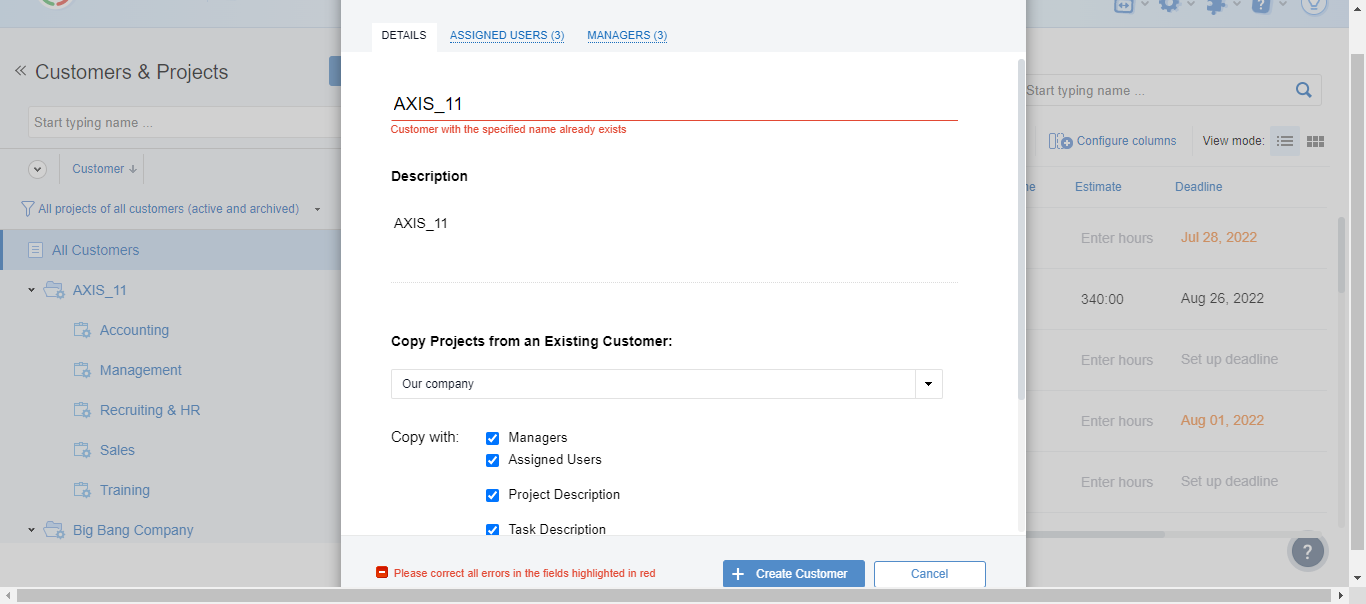 DETAILS
ASSIGNED USERS (3)
MANAGERS (3)
Customers & Projects
Start typing name ...
Customer
All projects of all customers (active and archived)
All Customers
AXIS_11
Accounting
Management
Recruiting & HR
Sales
Training
Big Bang Company
AXIS_11
Customer with the specified name already exists
Description
AXIS_11
Copy Projects from an Existing Customer:
Our company
Copy with:
Managers
Assigned Users
Project Description
Task Description
Please correct all errors in the fields highlighted in red
+ Create Customer
Cancel
Start typing name ...
Configure columns
View mode:
Estimate
Deadline
Enter hours
Jul 28, 2022
340:00
Aug 26, 2022
Enter hours
Set up deadline
Enter hours
Aug 01, 2022
Enter hours
Set up deadline
?